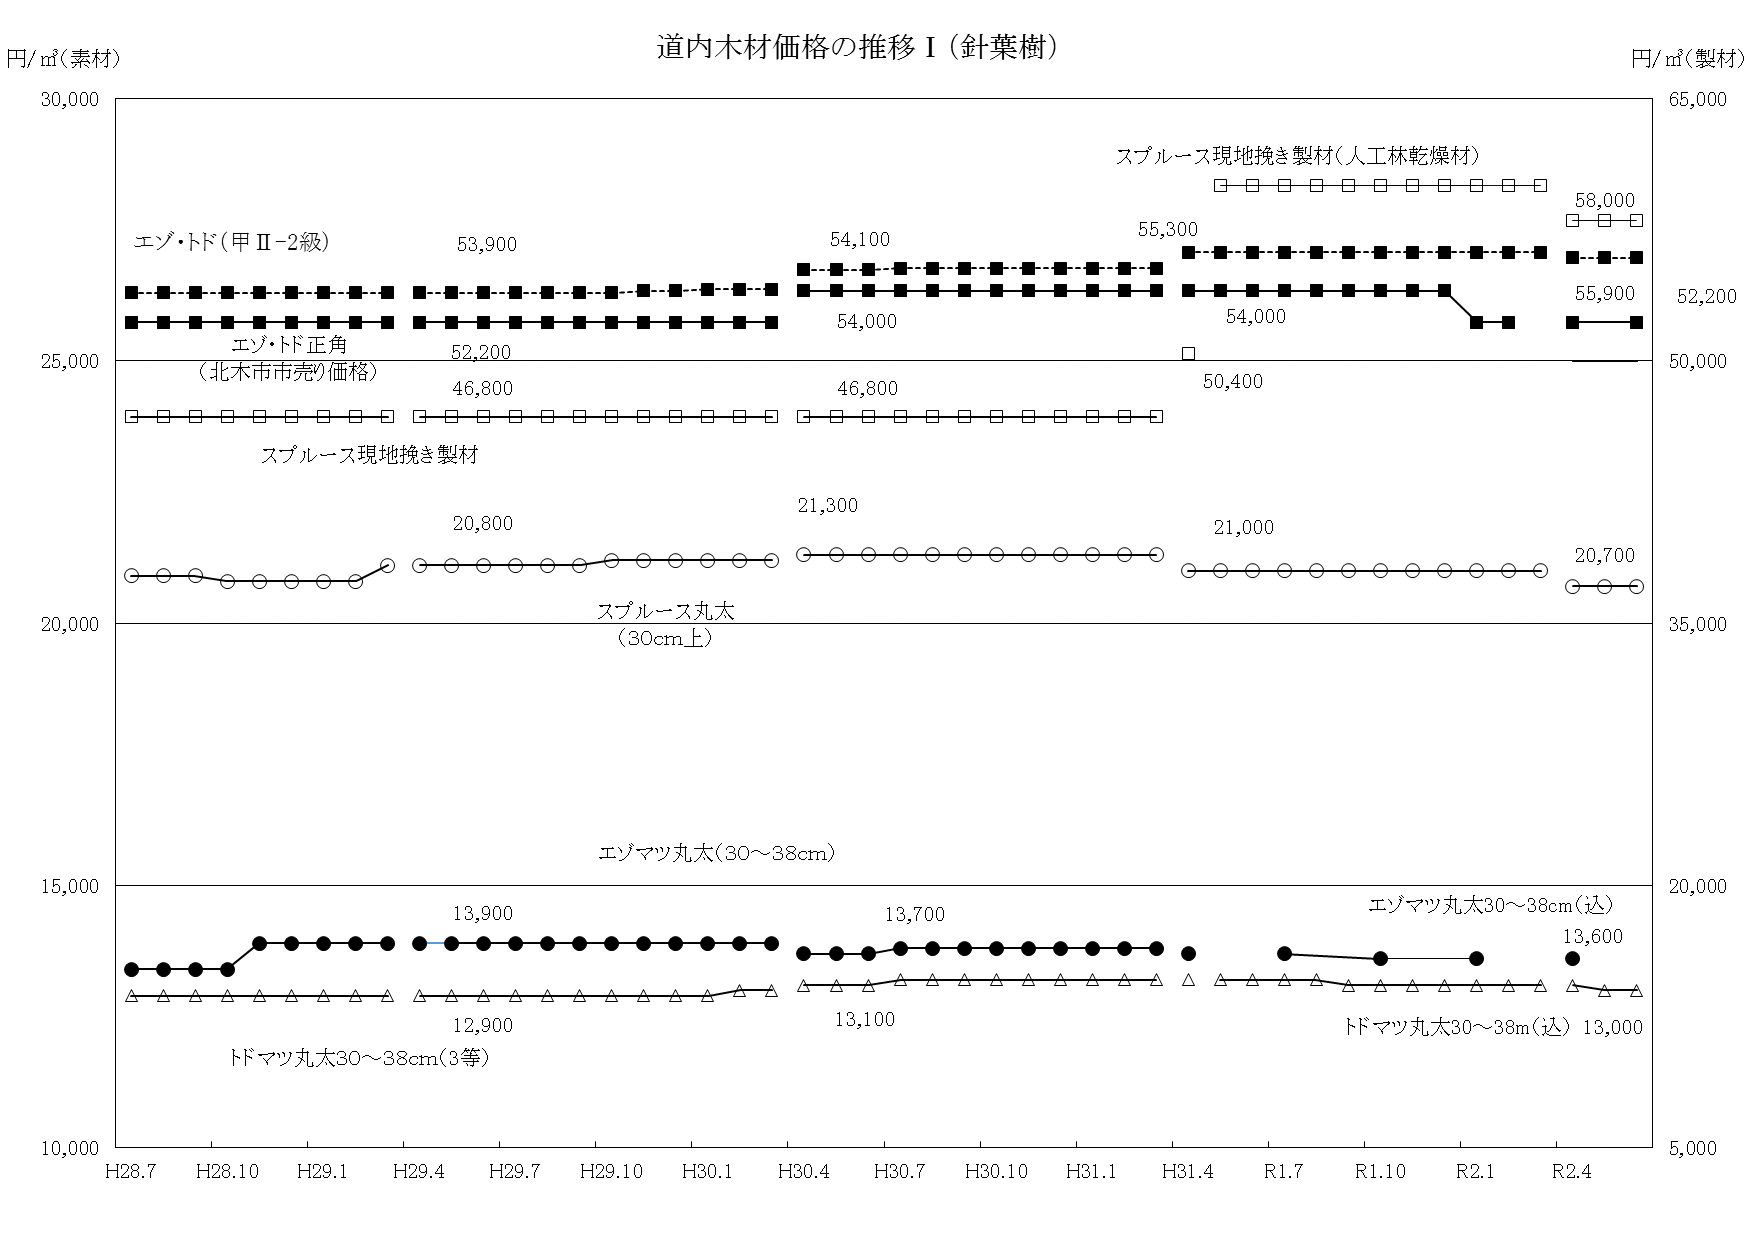 道内木材価格の推移Ⅰ（針葉樹）
円/㎥（素材）
円/㎥（製材）
30,000
65,000
スプルース現地挽き製材（人工林乾燥材）
58,000
エゾ・トド（甲Ⅱ-2級）
53,900
54,100
55,300
55,900
52,200
54,000
54,000
エゾ・トド正角
（北木市市売り価格）
52,200
25,000
50,000
50,400
46,800
46,800
スプルース現地挽き製材
21,300
20,800
21,000
20,700
スプルース丸太
（30cm上）
20,000
35,000
エゾマツ丸太（30～38cm）
15,000
20,000
エゾマツ丸太30～38cm（込）
13,900
13,700
13,600
12,900
13,100
トドマツ丸太30～38m（込）
13,000
トドマツ丸太30～38cm（3等）
10,000
5,000
H28.7 H28.10 H29.1 H29.4 H29.7 H29.10 H30.1 H30.4 H30.7 H30.10 H31.1 H31.4 R1.7 R1.10 R2.1 R2.4